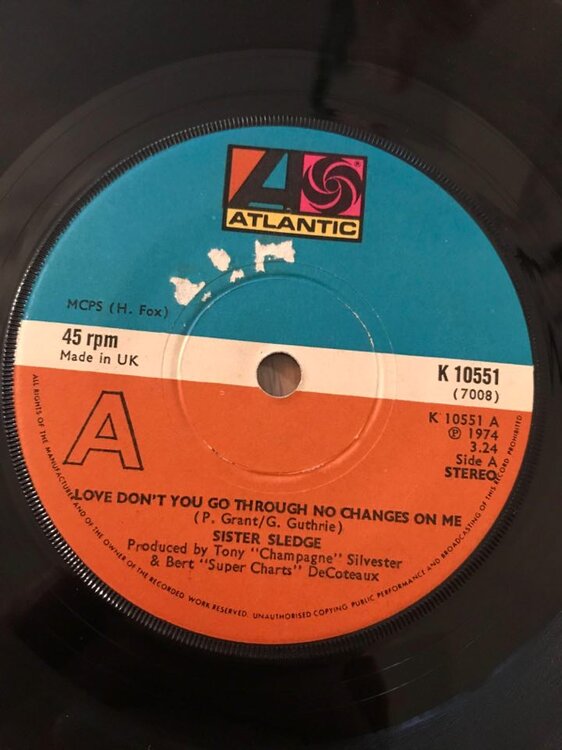 ATLANTIC
®
MCPS (H. Fox)
45 rpm
Made in UK
K 10551
(7008)
A
K 10551 A
℗ 1974
3.24
Side A
STEREO
LOVE DON'T YOU GO THROUGH NO CHANGES ON ME
(P. Grant/G. Guthrie)
SISTER SLEDGE
Produced by Tony "Champagne" Silvester
& Bert "Super Charts" DeCoteaux
ALL RIGHTS OF THE MANUFACTURER AND OF THE OWNER OF THE RECORDED WORK RESERVED. UNAUTHORISED COPYING PUBLIC PERFORMANCE AND BROADCASTING OF THIS RECORD PROHIBITED